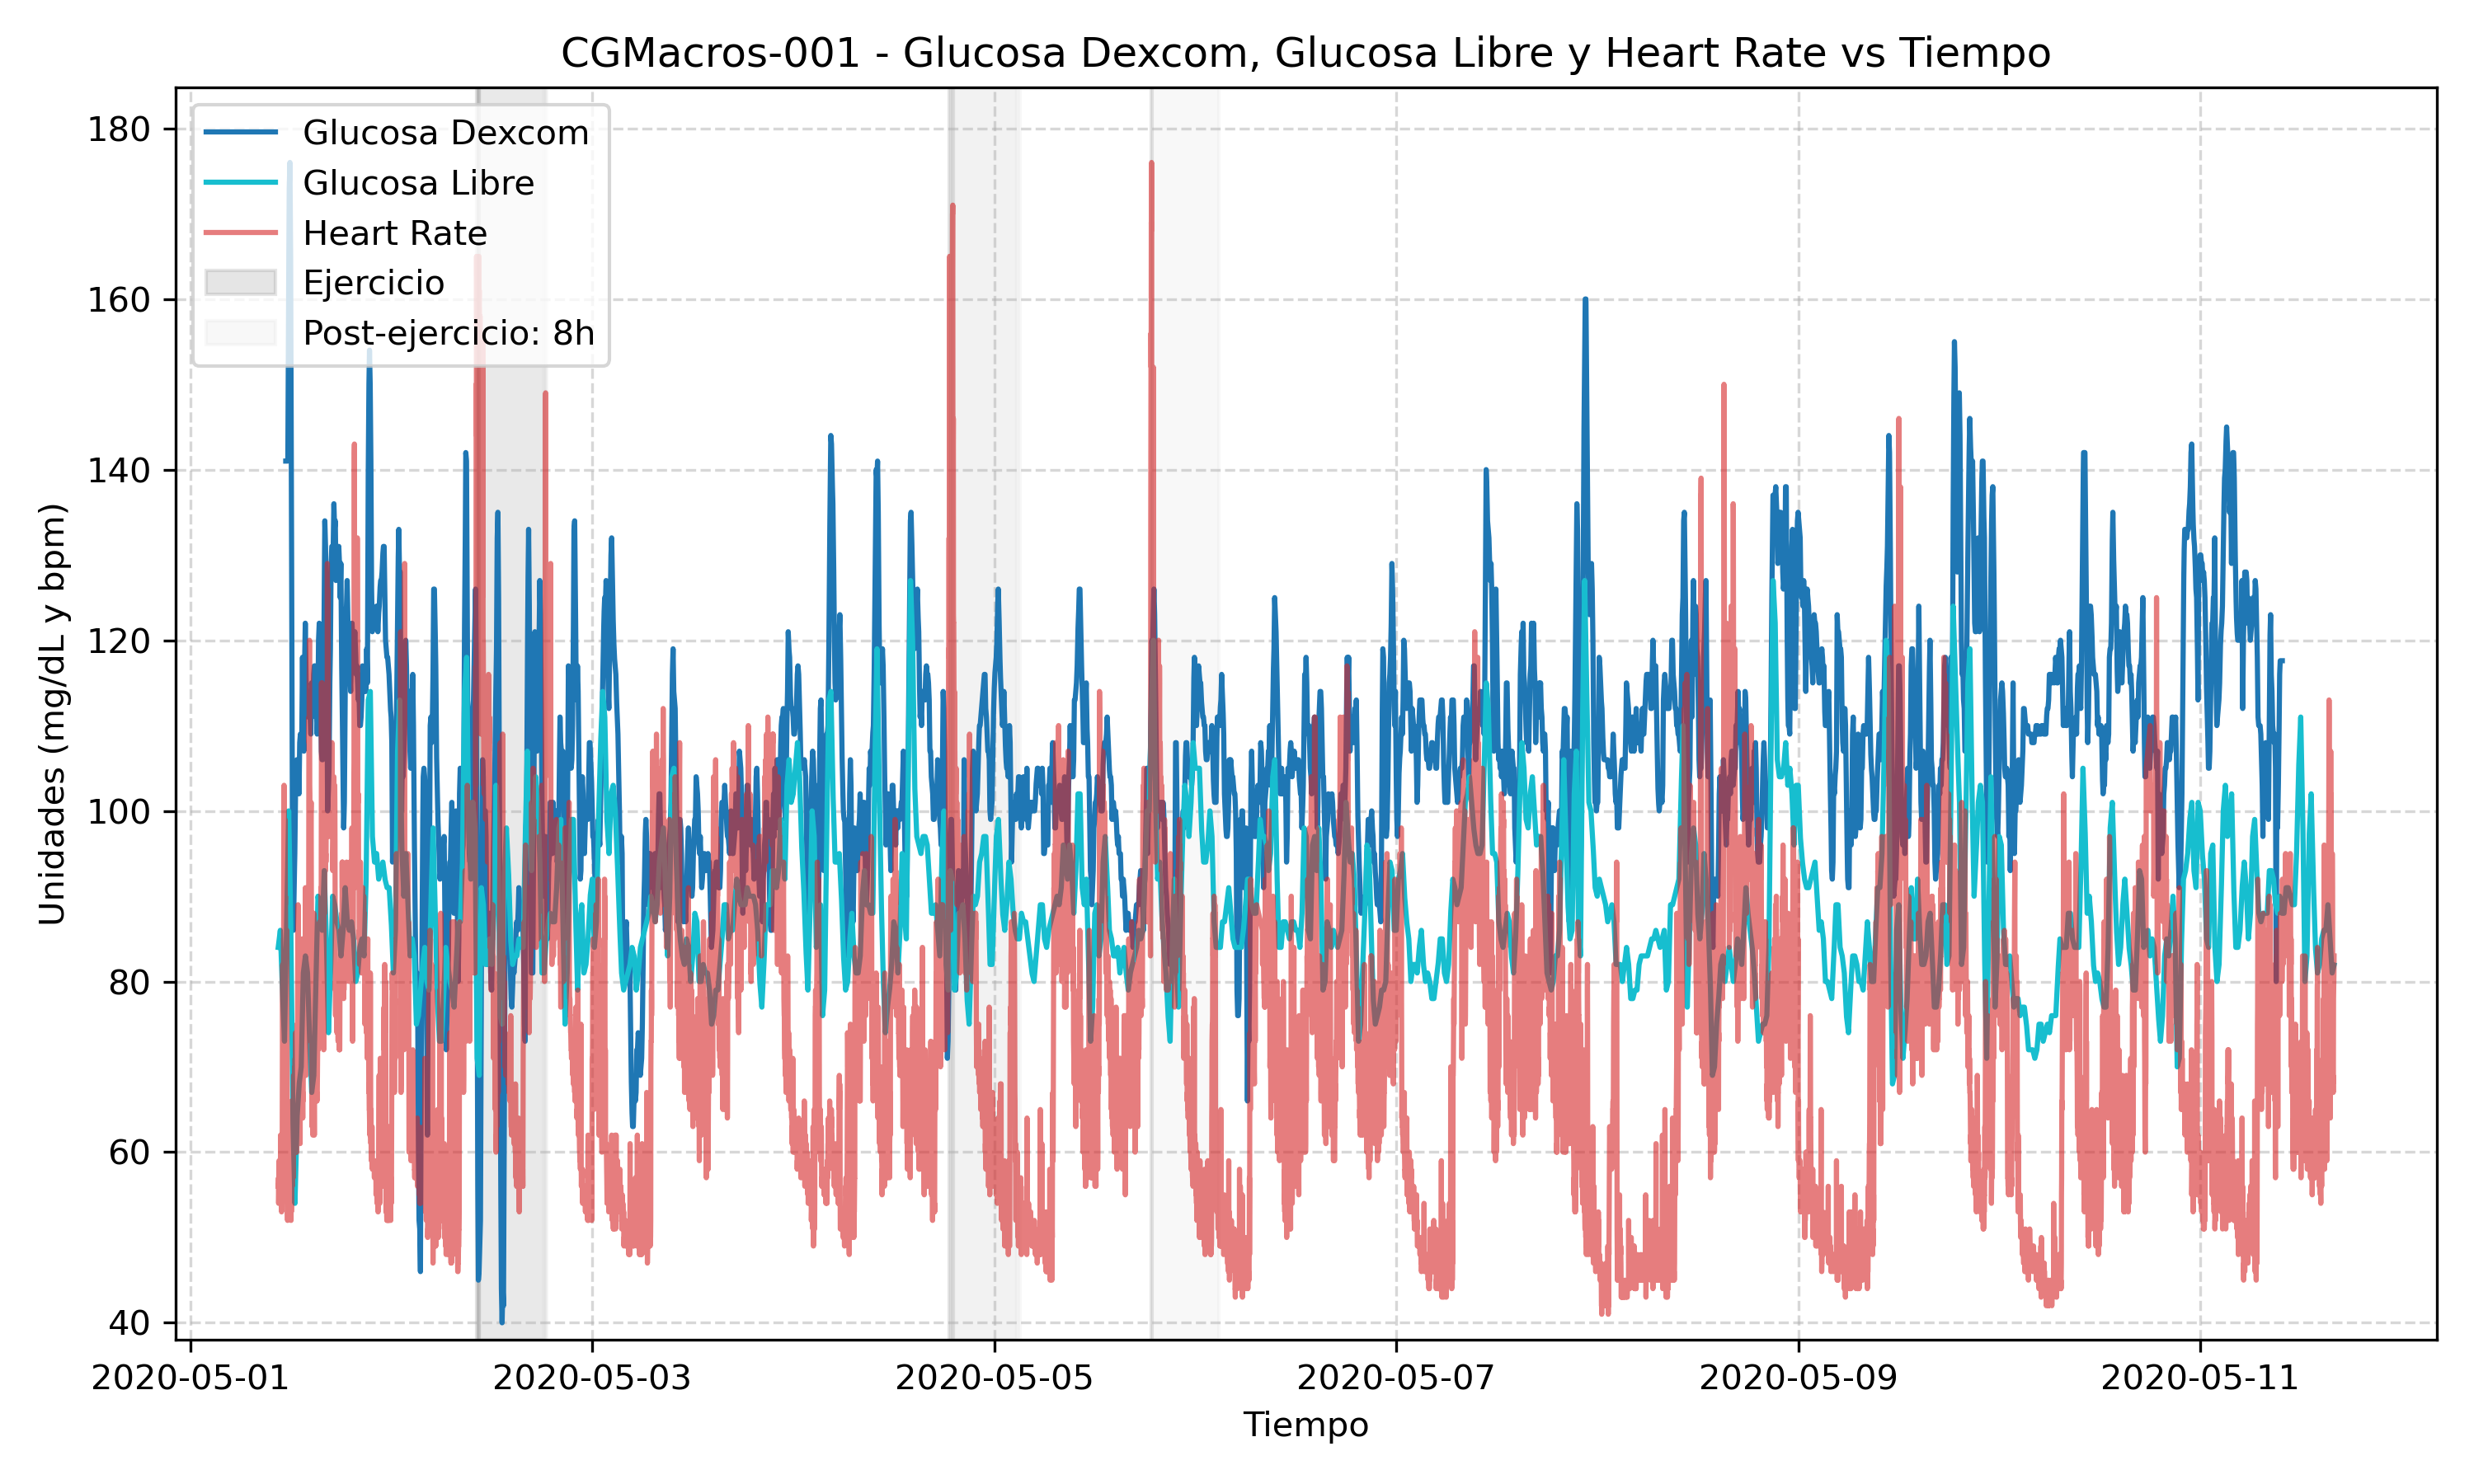 CGMacros-001 - Glucosa Dexcom, Glucosa Libre y Heart Rate vs Tiempo
Glucosa Dexcom
Glucosa Libre
Heart Rate
Ejercicio
Post-ejercicio: 8h
Unidades (mg/dL y bpm)
180
160
140
120
100
80
60
40
2020-05-01
2020-05-03
2020-05-05
2020-05-07
2020-05-09
2020-05-11
Tiempo